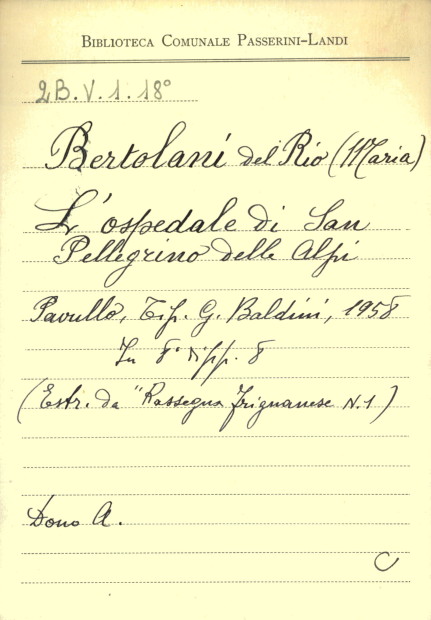 BIBLIOTECA COMUNALE PASSERINI-LANDI
2B.V.1.18°
Bertolani del Rio (Maria)
L'ospedale di San
Pellegrino delle Alpi
Pavullo, Tip. G. Baldini, 1958
In 8° pp. 8
(Estr. da "Rassegna frignanese N.1)
Dono A.
C